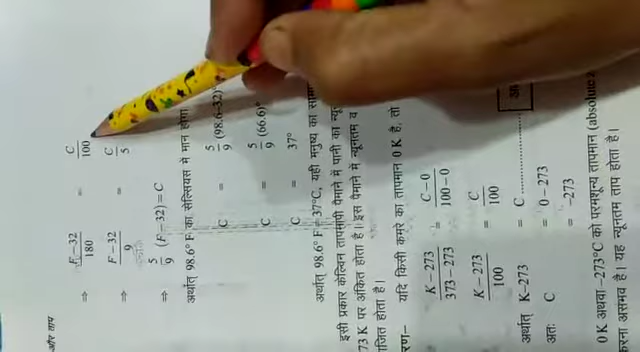 और ताप
⇒ F−32/180 = C/100
⇒ F−32/9 = C/5
⇒ 5/9 (F−32) = C
अर्थात् 98.6° F का सेल्सियस में मान होगा
C = 5/9 (98.6-32)
C = 5/9 (66.6)°
C = 37°
अर्थात् 98.6° F = 37°C, यही मनुष्य का
इसी प्रकार केल्विन तापमापी पैमाने में पानी का
73 K पर अंकित होता है। इस पैमाने में न्यूनतम व
जित होता है।
रण− यदि किसी कमरे का तापमान 0 K है, तो
K−273/373−273 = C−0/100−0
K−273/100 = C/100
अर्थात् K-273 = C
अतः C = 0−273
= −273
0 K अथवा −273°C को परमशून्य तापमान (absolute
करना असंभव है। यह न्यूनतम ताप होता है।